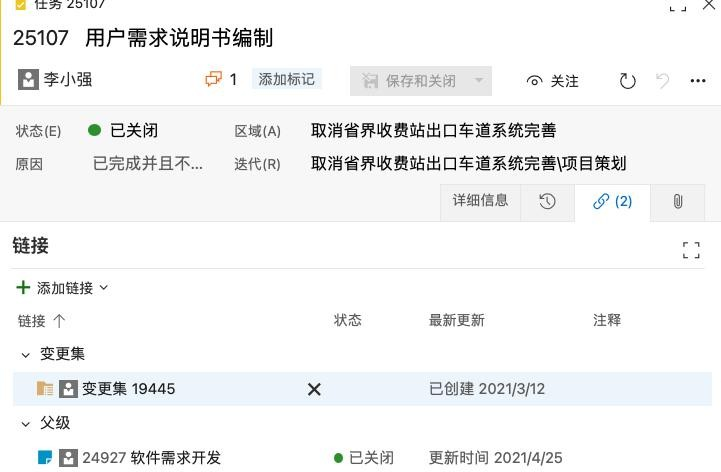 任务 25107
25107 用户需求说明书编制
李小强 1 添加标记 保存和关闭 关注
状态(E) 已关闭 区域(A) 取消省界收费站出口车道系统完善
原因 已完成并且不... 迭代(R) 取消省界收费站出口车道系统完善\项目策划
详细信息 (2)
链接
添加链接
链接 ↑ 状态 最新更新 注释
变更集
变更集 19445 已创建 2021/3/12
父级
24927 软件需求开发 已关闭 更新时间 2021/4/25